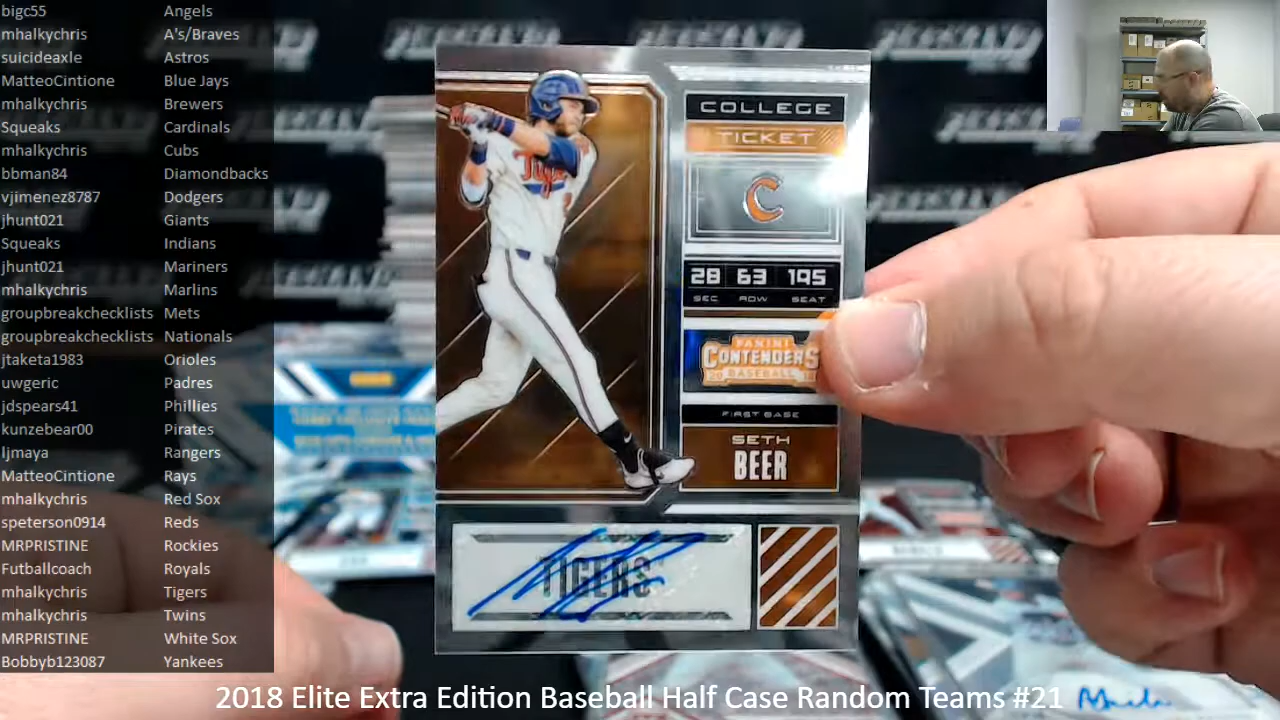 bigc55 Angels
mhalkychris A's/Braves
suicideaxle Astros
MatteoCintione Blue Jays
mhalkychris Brewers
Squeaks Cardinals
mhalkychris Cubs
bbman84 Diamondbacks
vjimenez8787 Dodgers
jhunt021 Giants
Squeaks Indians
jhunt021 Mariners
mhalkychris Marlins
groupbreakchecklists Mets
groupbreakchecklists Nationals
jtaketa1983 Orioles
uwgeric Padres
jdspears41 Phillies
kunzebear00 Pirates
ljmaya Rangers
MatteoCintione Rays
mhalkychris Red Sox
speterson0914 Reds
MRPRISTINE Rockies
Futballcoach Royals
mhalkychris Tigers
mhalkychris Twins
MRPRISTINE White Sox
Bobbyb123087 Yankees
COLLEGE
TICKET
C
28 63 195
SEC ROW SEAT
PANINI
CONTENDERS
BASEBALL
FIRST BASE
SETH
BEER
TIGERS
2018 Elite Extra Edition Baseball Half Case Random Teams #21